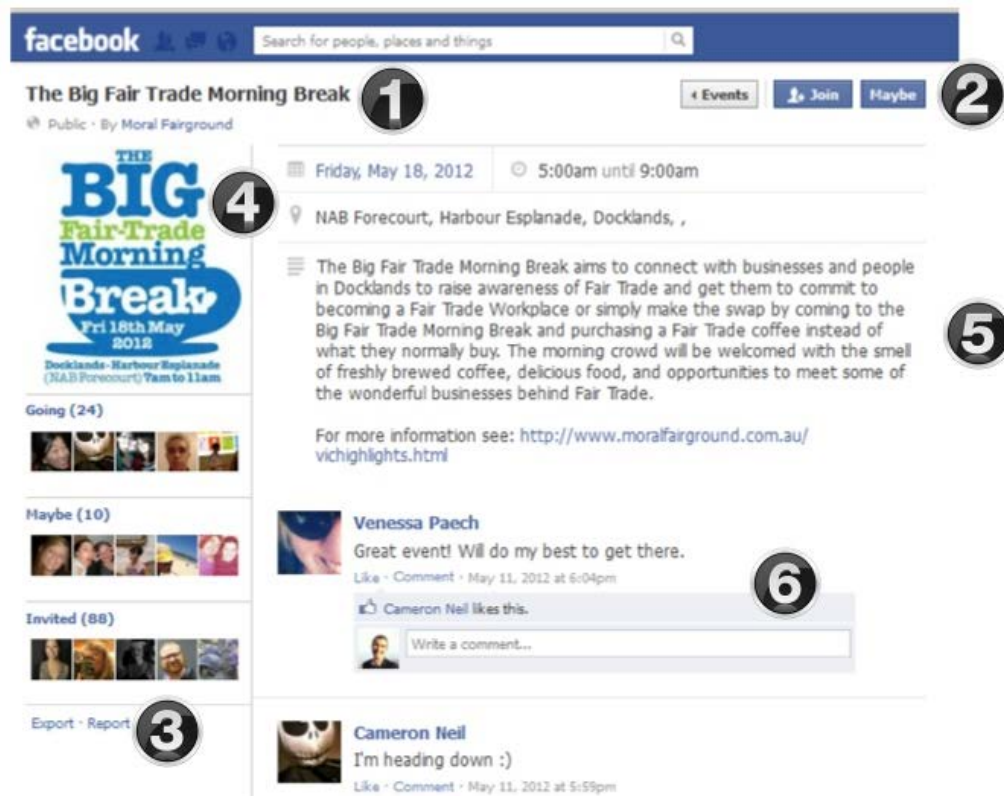 facebook
Search for people, places and things
The Big Fair Trade Morning Break
1
Events
Join
Maybe
2
Public · By Moral Fairground
THE
BIG
Fair-Trade
Morning
Break
Fri 18th May
2012
Docklands-Harbour Esplanade
(NAB Forecourt) 7am to 11am
4
Friday, May 18, 2012
5:00am until 9:00am
NAB Forecourt, Harbour Esplanade, Docklands, ,
The Big Fair Trade Morning Break aims to connect with businesses and people
in Docklands to raise awareness of Fair Trade and get them to commit to
becoming a Fair Trade Workplace or simply make the swap by coming to the
Big Fair Trade Morning Break and purchasing a Fair Trade coffee instead of
what they normally buy. The morning crowd will be welcomed with the smell
of freshly brewed coffee, delicious food, and opportunities to meet some of
the wonderful businesses behind Fair Trade.
5
For more information see: http://www.moralfairground.com.au/
vichighlights.html
Going (24)
Maybe (10)
Invited (88)
Export · Report
3
Venessa Paech
Great event! Will do my best to get there.
Like · Comment · May 11, 2012 at 6:04pm
6
Cameron Neil likes this.
Write a comment...
Cameron Neil
I'm heading down :)
Like · Comment · May 11, 2012 at 5:59pm